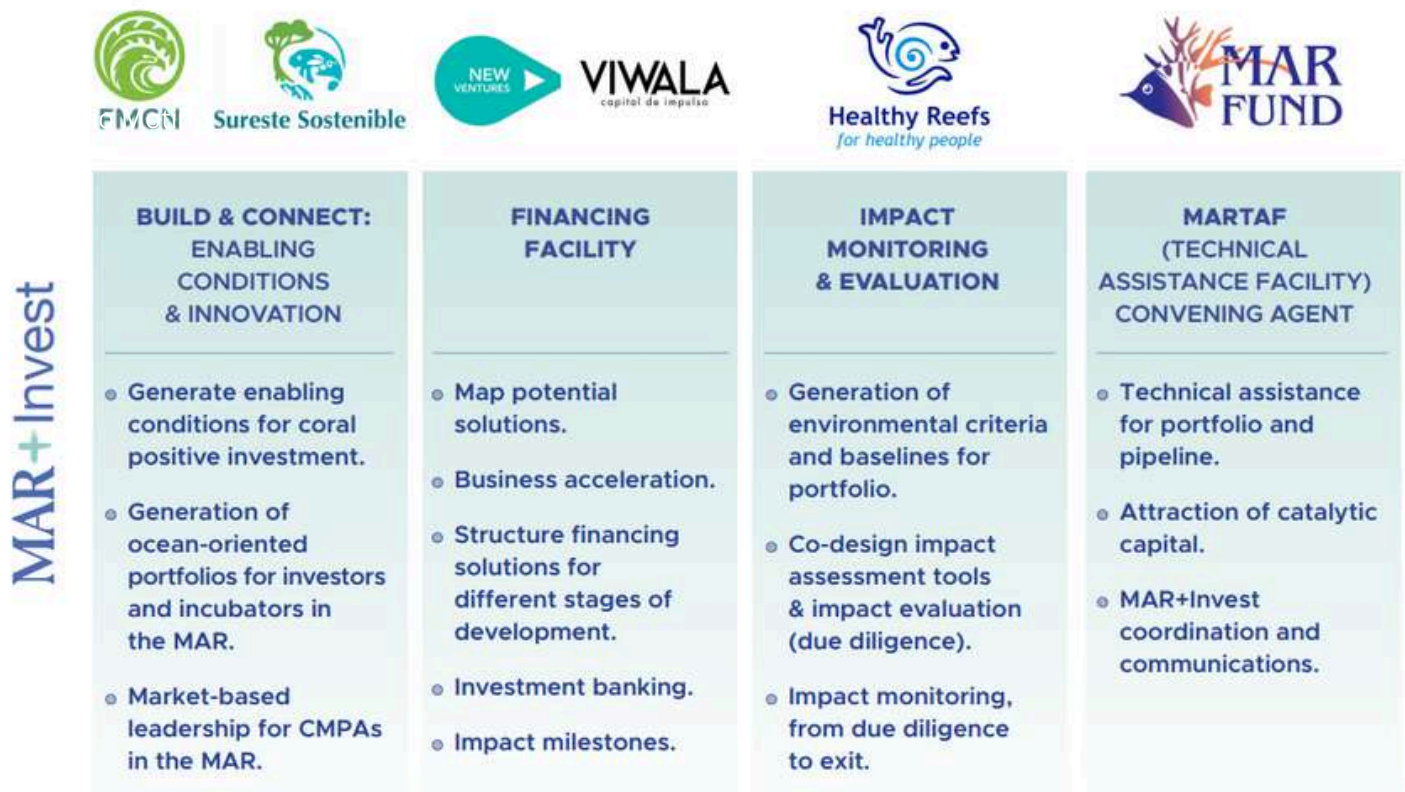 FMCN
Sureste Sostenible
NEW
VENTURES
VIWALA
capital de impulso
Healthy Reefs
for healthy people
MAR
FUND
MAR+Invest
BUILD & CONNECT:
ENABLING
CONDITIONS
& INNOVATION
Generate enabling
conditions for coral
positive investment.
Generation of
ocean-oriented
portfolios for investors
and incubators in
the MAR.
Market-based
leadership for CMPAs
in the MAR.
FINANCING
FACILITY
Map potential
solutions.
Business acceleration.
Structure financing
solutions for
different stages of
development.
Investment banking.
Impact milestones.
IMPACT
MONITORING
& EVALUATION
Generation of
environmental criteria
and baselines for
portfolio.
Co-design impact
assessment tools
& impact evaluation
(due diligence).
Impact monitoring,
from due diligence
to exit.
MARTAF
(TECHNICAL
ASSISTANCE FACILITY)
CONVENING AGENT
Technical assistance
for portfolio and
pipeline.
Attraction of catalytic
capital.
MAR+Invest
coordination and
communications.